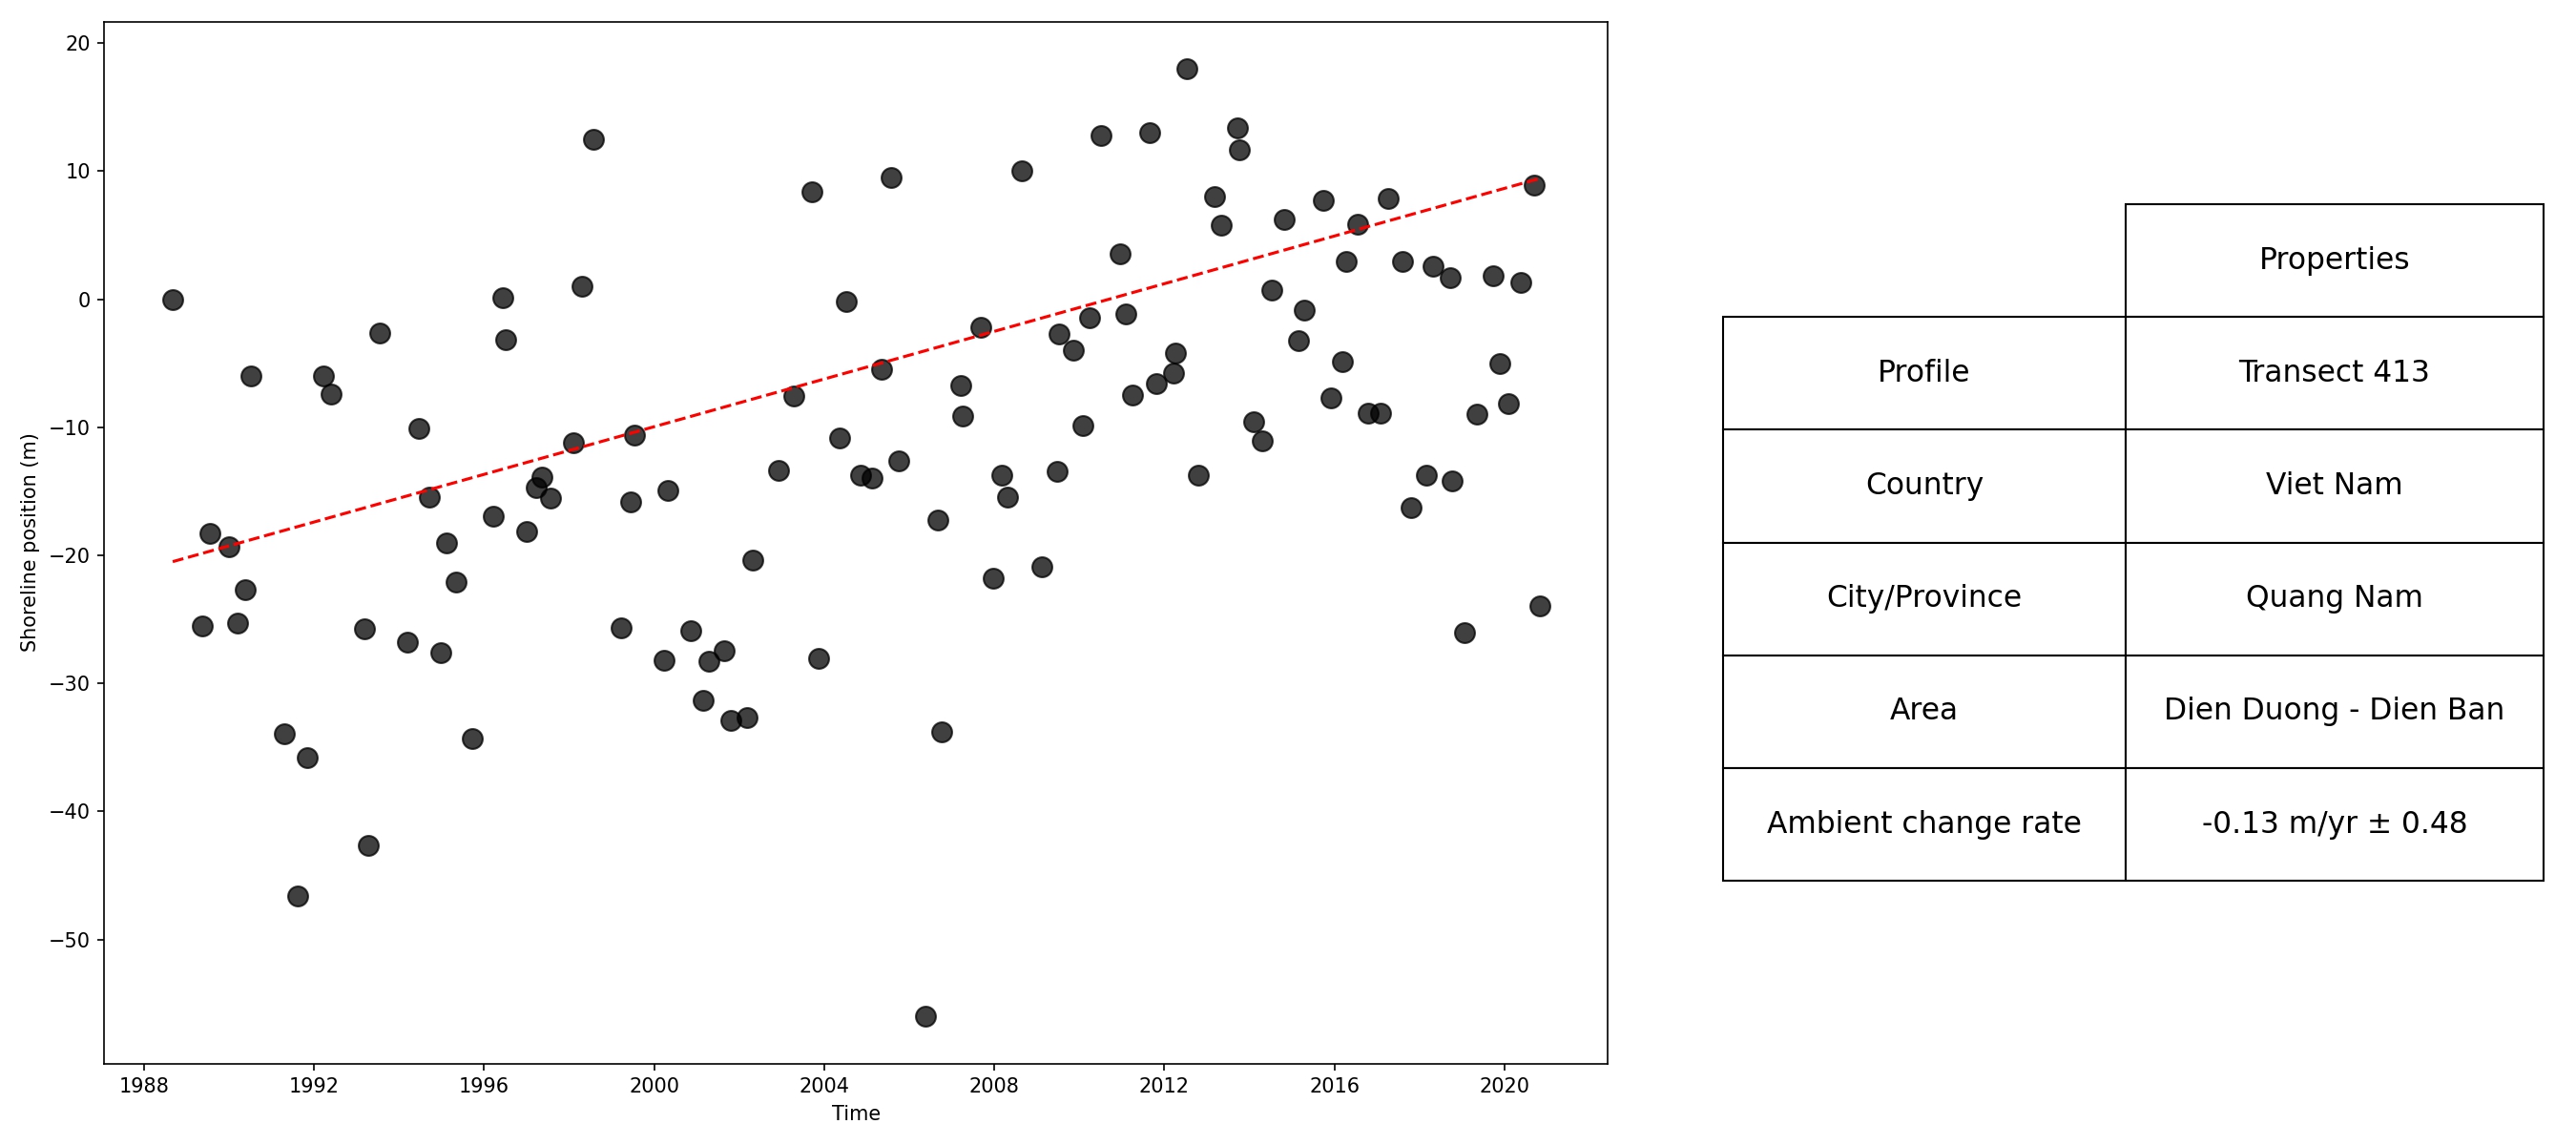 20
10
0
−10
−20
−30
−40
−50
Shoreline position (m)
1988 1992 1996 2000 2004 2008 2012 2016 2020
Time
Properties
Profile Transect 413
Country Viet Nam
City/Province Quang Nam
Area Dien Duong - Dien Ban
Ambient change rate -0.13 m/yr ± 0.48